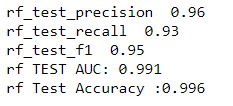 rf_test_precision  0.96
rf_test_recall  0.93
rf_test_f1  0.95
rf TEST AUC: 0.991
rf Test Accuracy :0.996